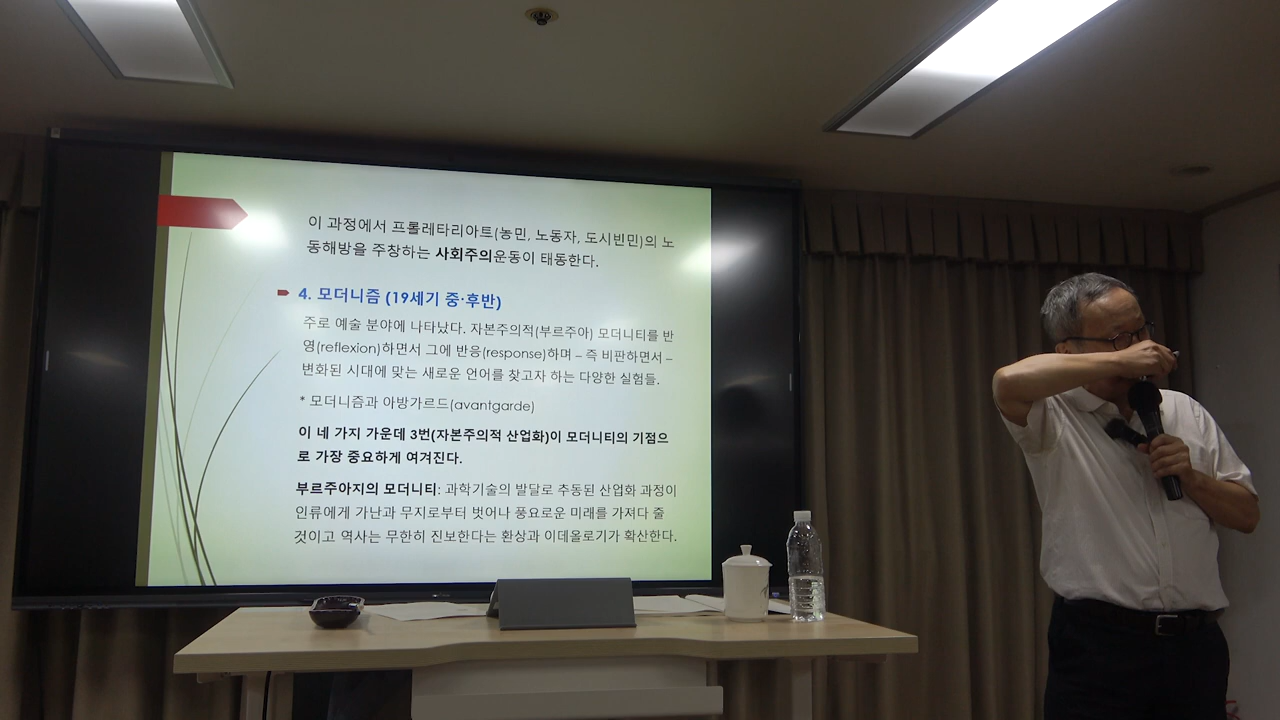 이 과정에서 프롤레타리아트(농민, 노동자, 도시빈민)의 노
동해방을 주창하는 사회주의운동이 태동한다.
4. 모더니즘 (19세기 중·후반)
주로 예술 분야에 나타났다. 자본주의적(부르주아) 모더니티를 반
영(reflexion)하면서 그에 반응(response)하며 – 즉 비판하면서 –
변화된 시대에 맞는 새로운 언어를 찾고자 하는 다양한 실험들.
* 모더니즘과 아방가르드(avantgarde)
이 네 가지 가운데 3번(자본주의적 산업화)이 모더니티의 기점으
로 가장 중요하게 여겨진다.
부르주아지의 모더니티: 과학기술의 발달로 추동된 산업화 과정이
인류에게 가난과 무지로부터 벗어나 풍요로운 미래를 가져다 줄
것이고 역사는 무한히 진보한다는 환상과 이데올로기가 확산한다.